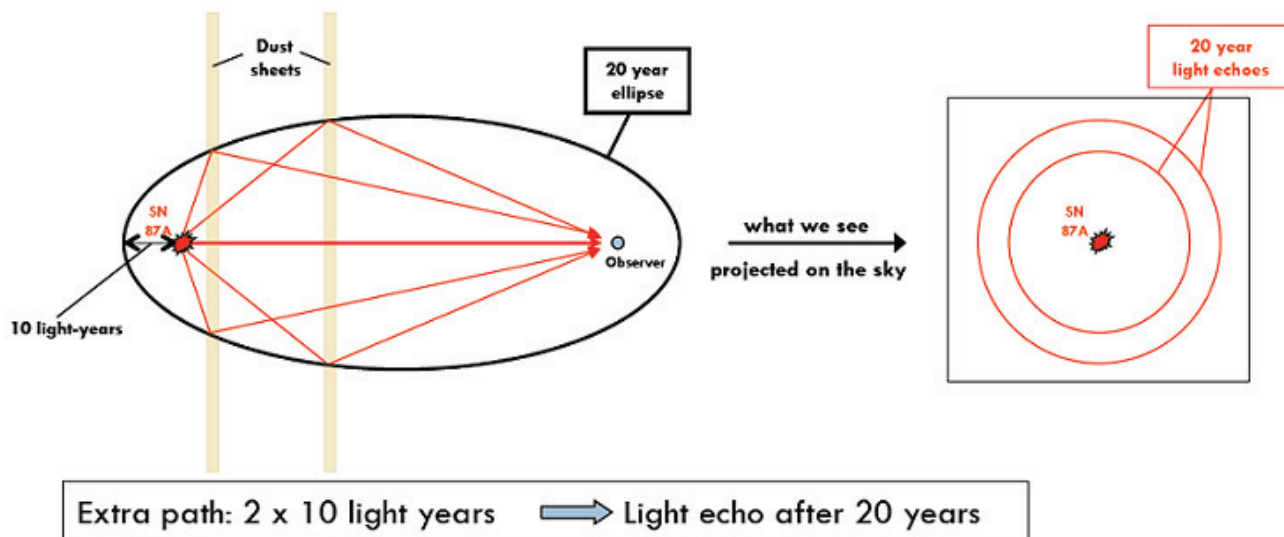 Dust
sheets
20 year
ellipse
20 year
light echoes
SN
87A
Observer
10 light-years
what we see
projected on the sky
SN
87A
Extra path: 2 x 10 light years
Light echo after 20 years